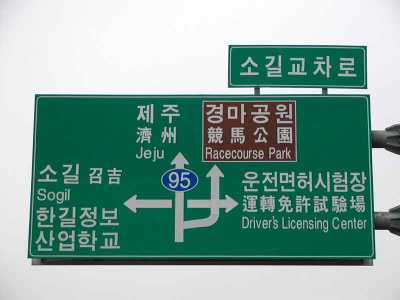 소길교차로
제주
濟州
Jeju
경마공원
競馬公園
Racecourse Park
95
소길 召吉
Sogil
한길정보
산업학교
운전면허시험장
運轉免許試驗場
Driver's Licensing Center